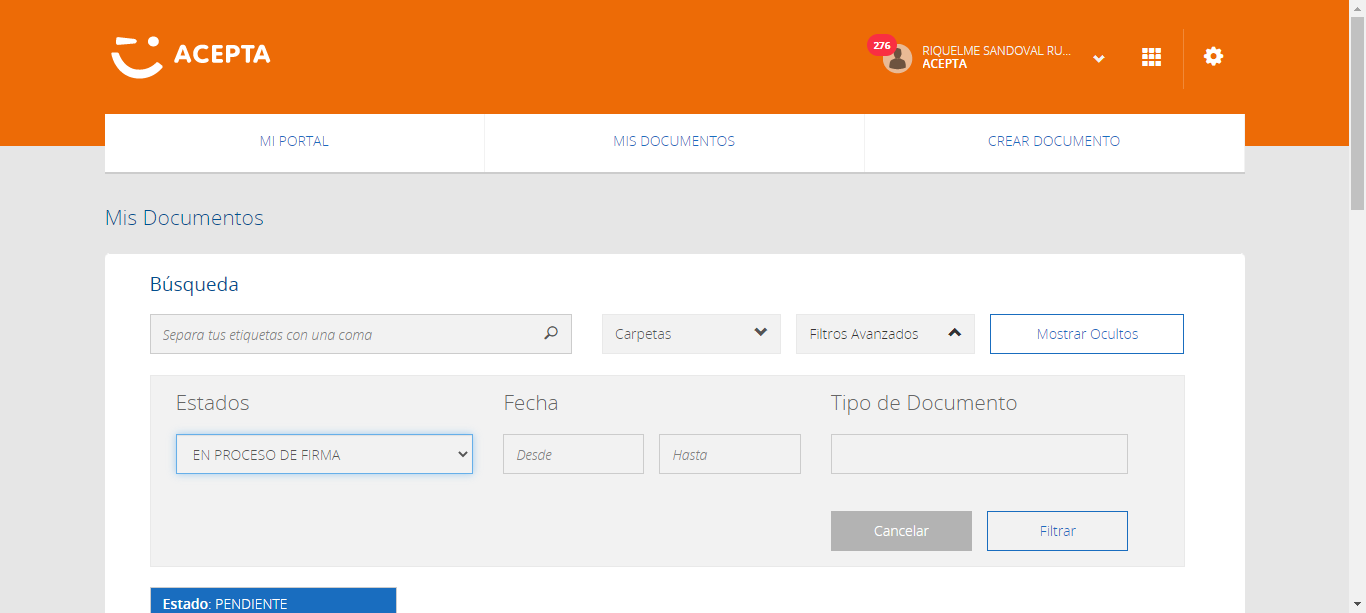 ACEPTA
276
RIQUELME SANDOVAL RU...
ACEPTA
MI PORTAL
MIS DOCUMENTOS
CREAR DOCUMENTO
Mis Documentos
Búsqueda
Separa tus etiquetas con una coma
Carpetas
Filtros Avanzados
Mostrar Ocultos
Estados
Fecha
Tipo de Documento
EN PROCESO DE FIRMA
Desde
Hasta
Cancelar
Filtrar
Estado: PENDIENTE